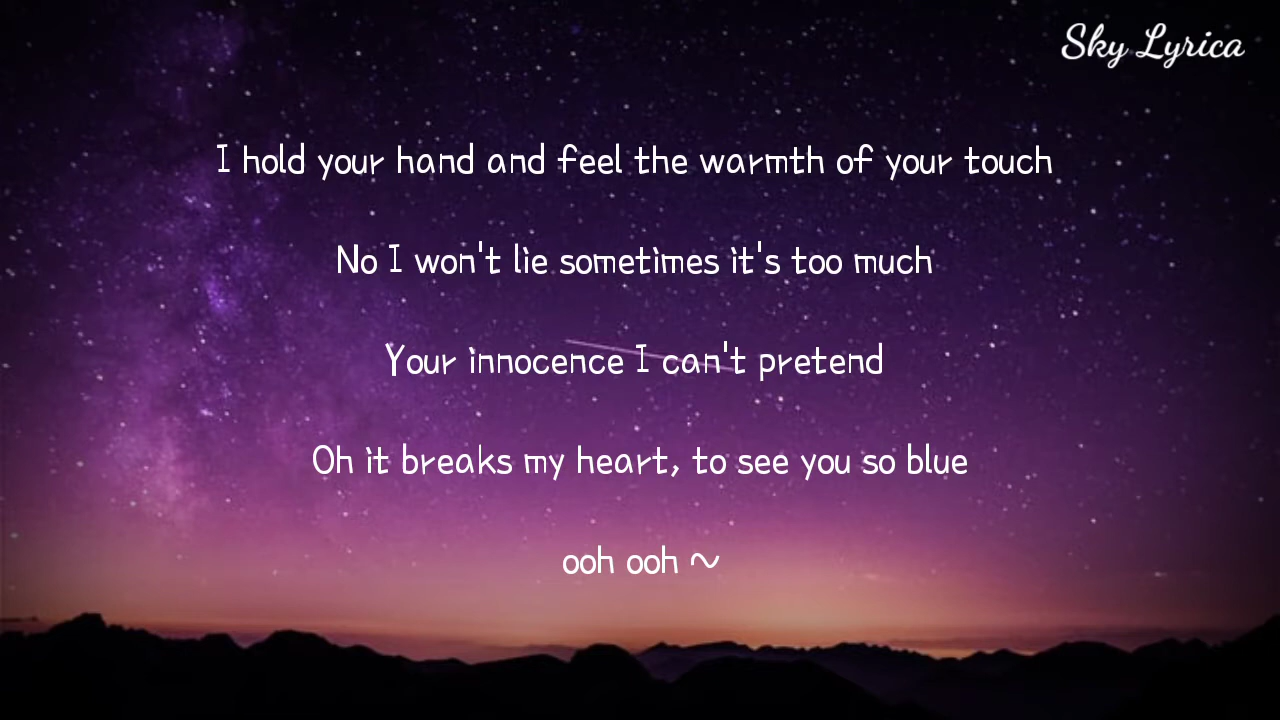 Sky Lyrica
I hold your hand and feel the warmth of your touch
No I won't lie sometimes it's too much
Your innocence I can't pretend
Oh it breaks my heart, to see you so blue
ooh ooh ~